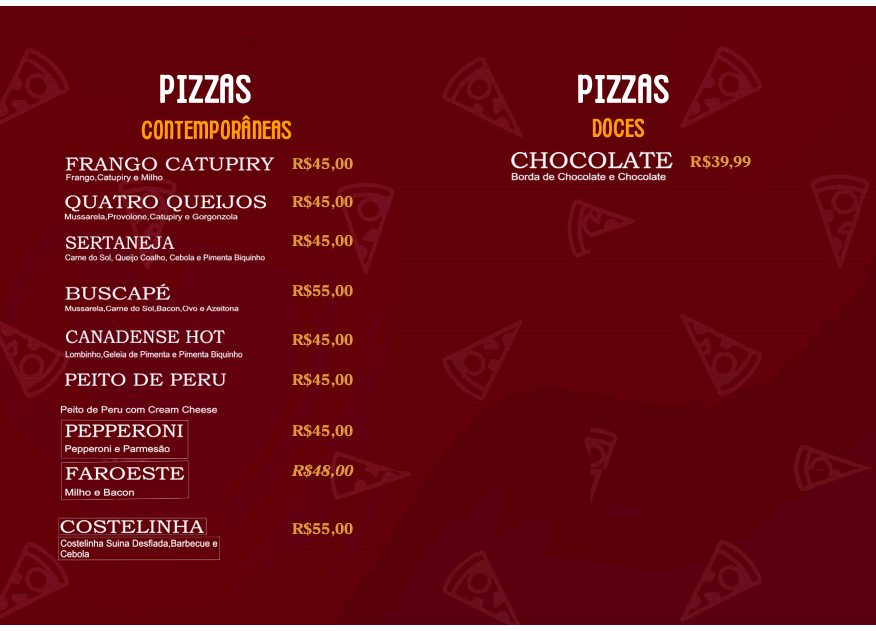 PIZZAS
CONTEMPORÂNEAS
FRANGO CATUPIRY R$45,00
Frango,Catupiry e Milho
QUATRO QUEIJOS R$45,00
Mussarela,Provolone,Catupiry e Gorgonzola
SERTANEJA R$45,00
Carne do Sol, Queijo Coalho, Cebola e Pimenta Biquinho
BUSCAPÉ R$55,00
Mussarela,Carne do Sol,Bacon,Ovo e Azeitona
CANADENSE HOT R$45,00
Lombinho,Geleia de Pimenta e Pimenta Biquinho
PEITO DE PERU R$45,00
Peito de Peru com Cream Cheese
PEPPERONI R$45,00
Pepperoni e Parmesão
FAROESTE R$48,00
Milho e Bacon
COSTELINHA R$55,00
Costelinha Suina Desfiada,Barbecue e
Cebola
PIZZAS
DOCES
CHOCOLATE R$39,99
Borda de Chocolate e Chocolate